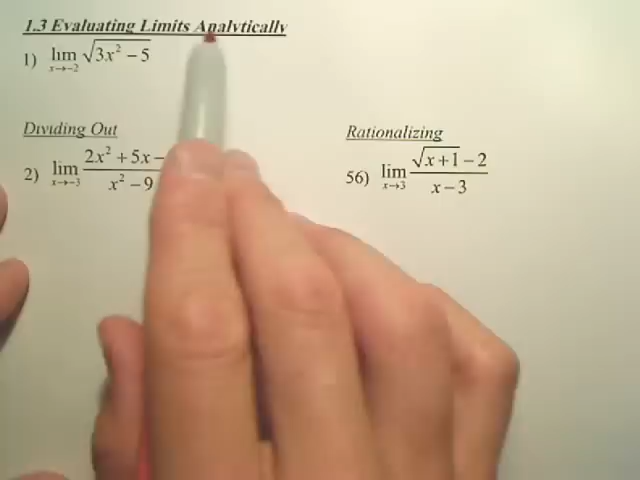 1.3 Evaluating Limits Analytically
1) lim x→-2 √(3x² − 5)
Dividing Out
2) lim x→-3 (2x² + 5x − / x² − 9
Rationalizing
56) lim x→3 (√(x+1) − 2) / (x − 3)